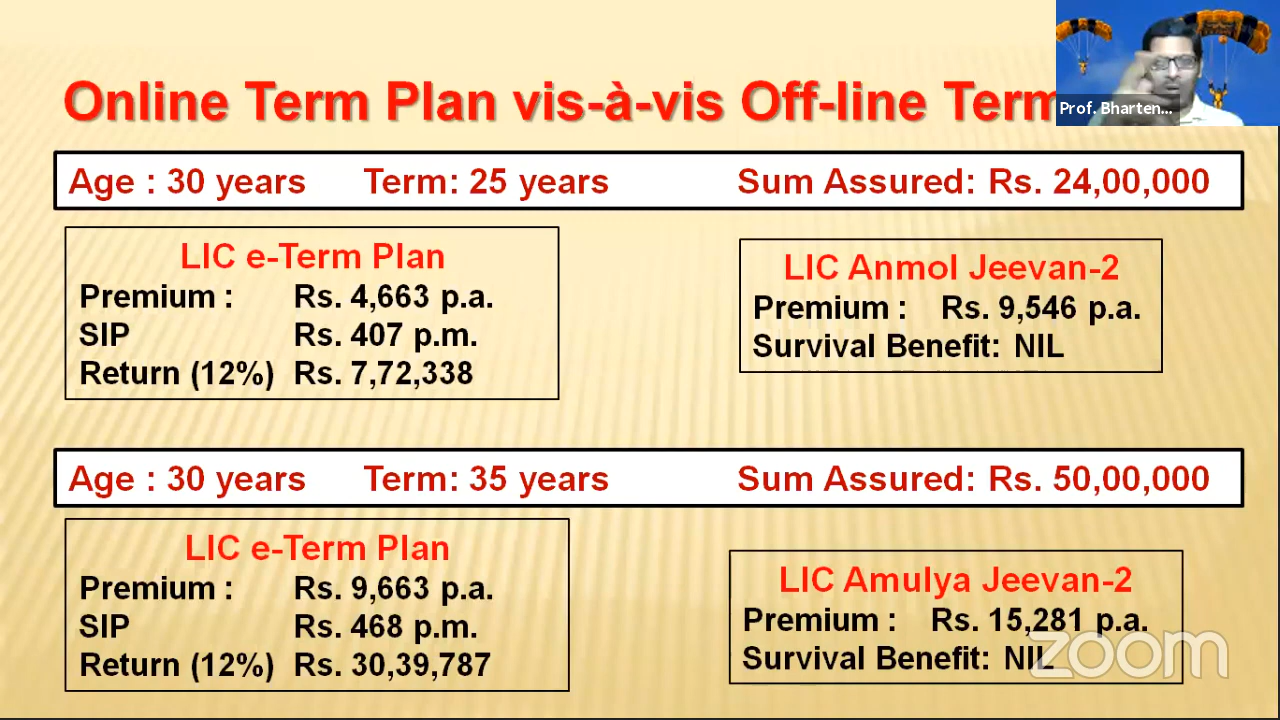 Online Term Plan vis-à-vis Off-line Term
Prof. Bharten...
Age : 30 years Term: 25 years Sum Assured: Rs. 24,00,000
LIC e-Term Plan
Premium : Rs. 4,663 p.a.
SIP Rs. 407 p.m.
Return (12%) Rs. 7,72,338
LIC Anmol Jeevan-2
Premium : Rs. 9,546 p.a.
Survival Benefit: NIL
Age : 30 years Term: 35 years Sum Assured: Rs. 50,00,000
LIC e-Term Plan
Premium : Rs. 9,663 p.a.
SIP Rs. 468 p.m.
Return (12%) Rs. 30,39,787
LIC Amulya Jeevan-2
Premium : Rs. 15,281 p.a.
Survival Benefit: NIL
zoom